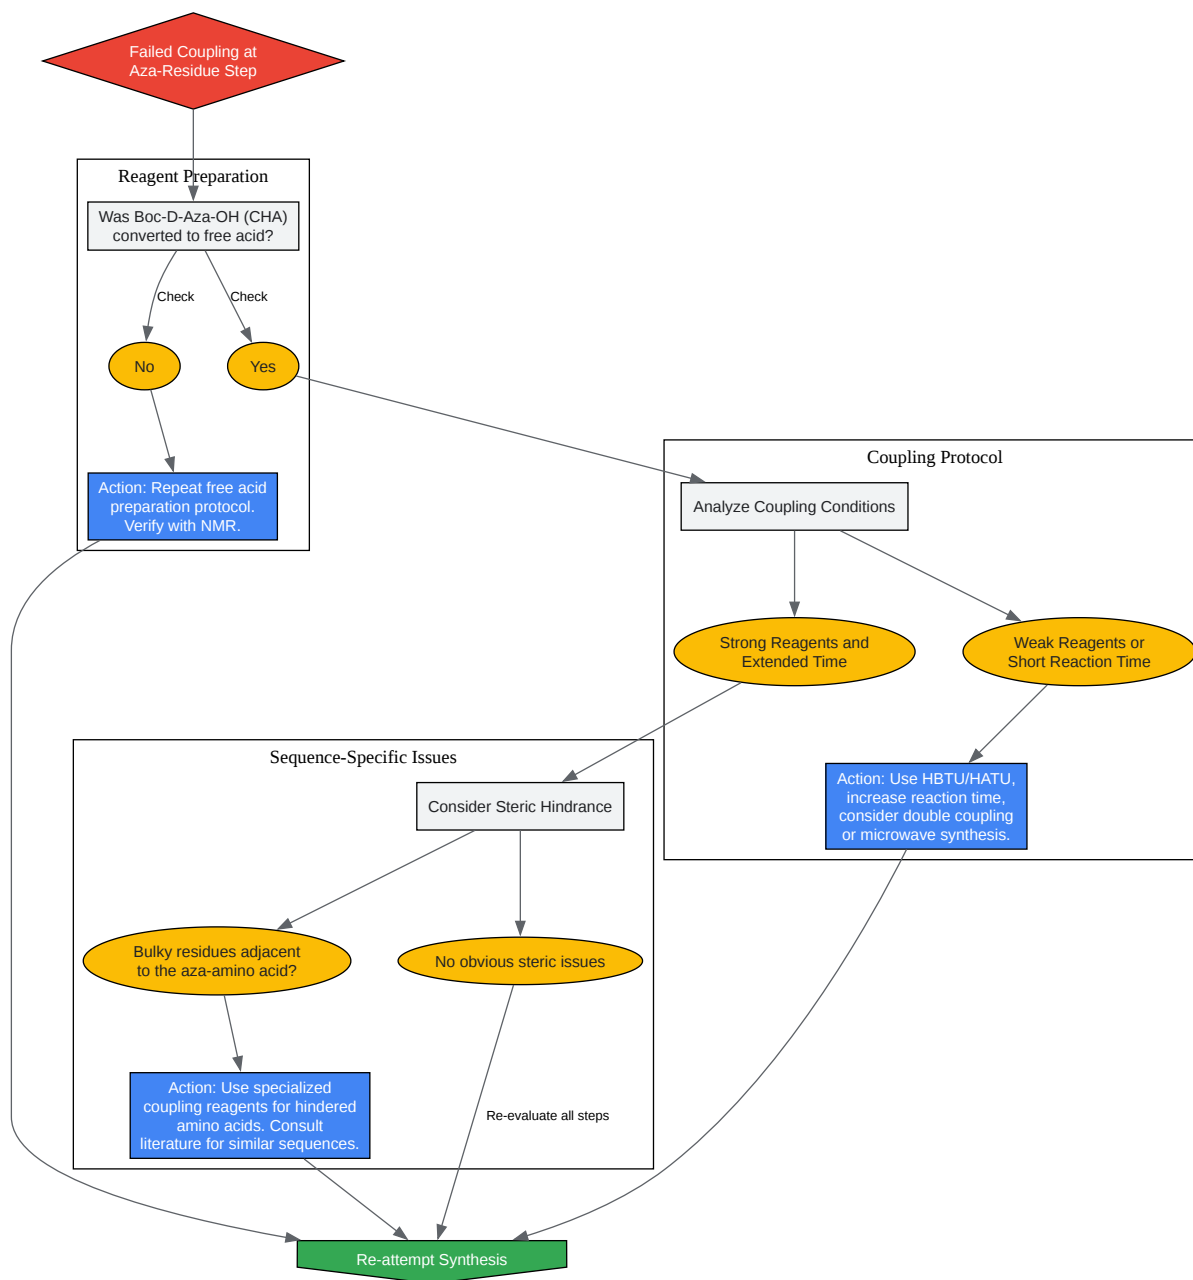 Failed Coupling at
Aza-Residue Step
Reagent Preparation
Was Boc-D-Aza-OH (CHA)
converted to free acid?
Check
Check
No
Yes
Action: Repeat free acid
preparation protocol.
Verify with NMR.
Coupling Protocol
Analyze Coupling Conditions
Strong Reagents and
Extended Time
Weak Reagents or
Short Reaction Time
Action: Use HBTU/HATU,
increase reaction time,
consider double coupling
or microwave synthesis.
Sequence-Specific Issues
Consider Steric Hindrance
Bulky residues adjacent
to the aza-amino acid?
No obvious steric issues
Action: Use specialized
coupling reagents for hindered
amino acids. Consult
literature for similar sequences.
Re-evaluate all steps
Re-attempt Synthesis